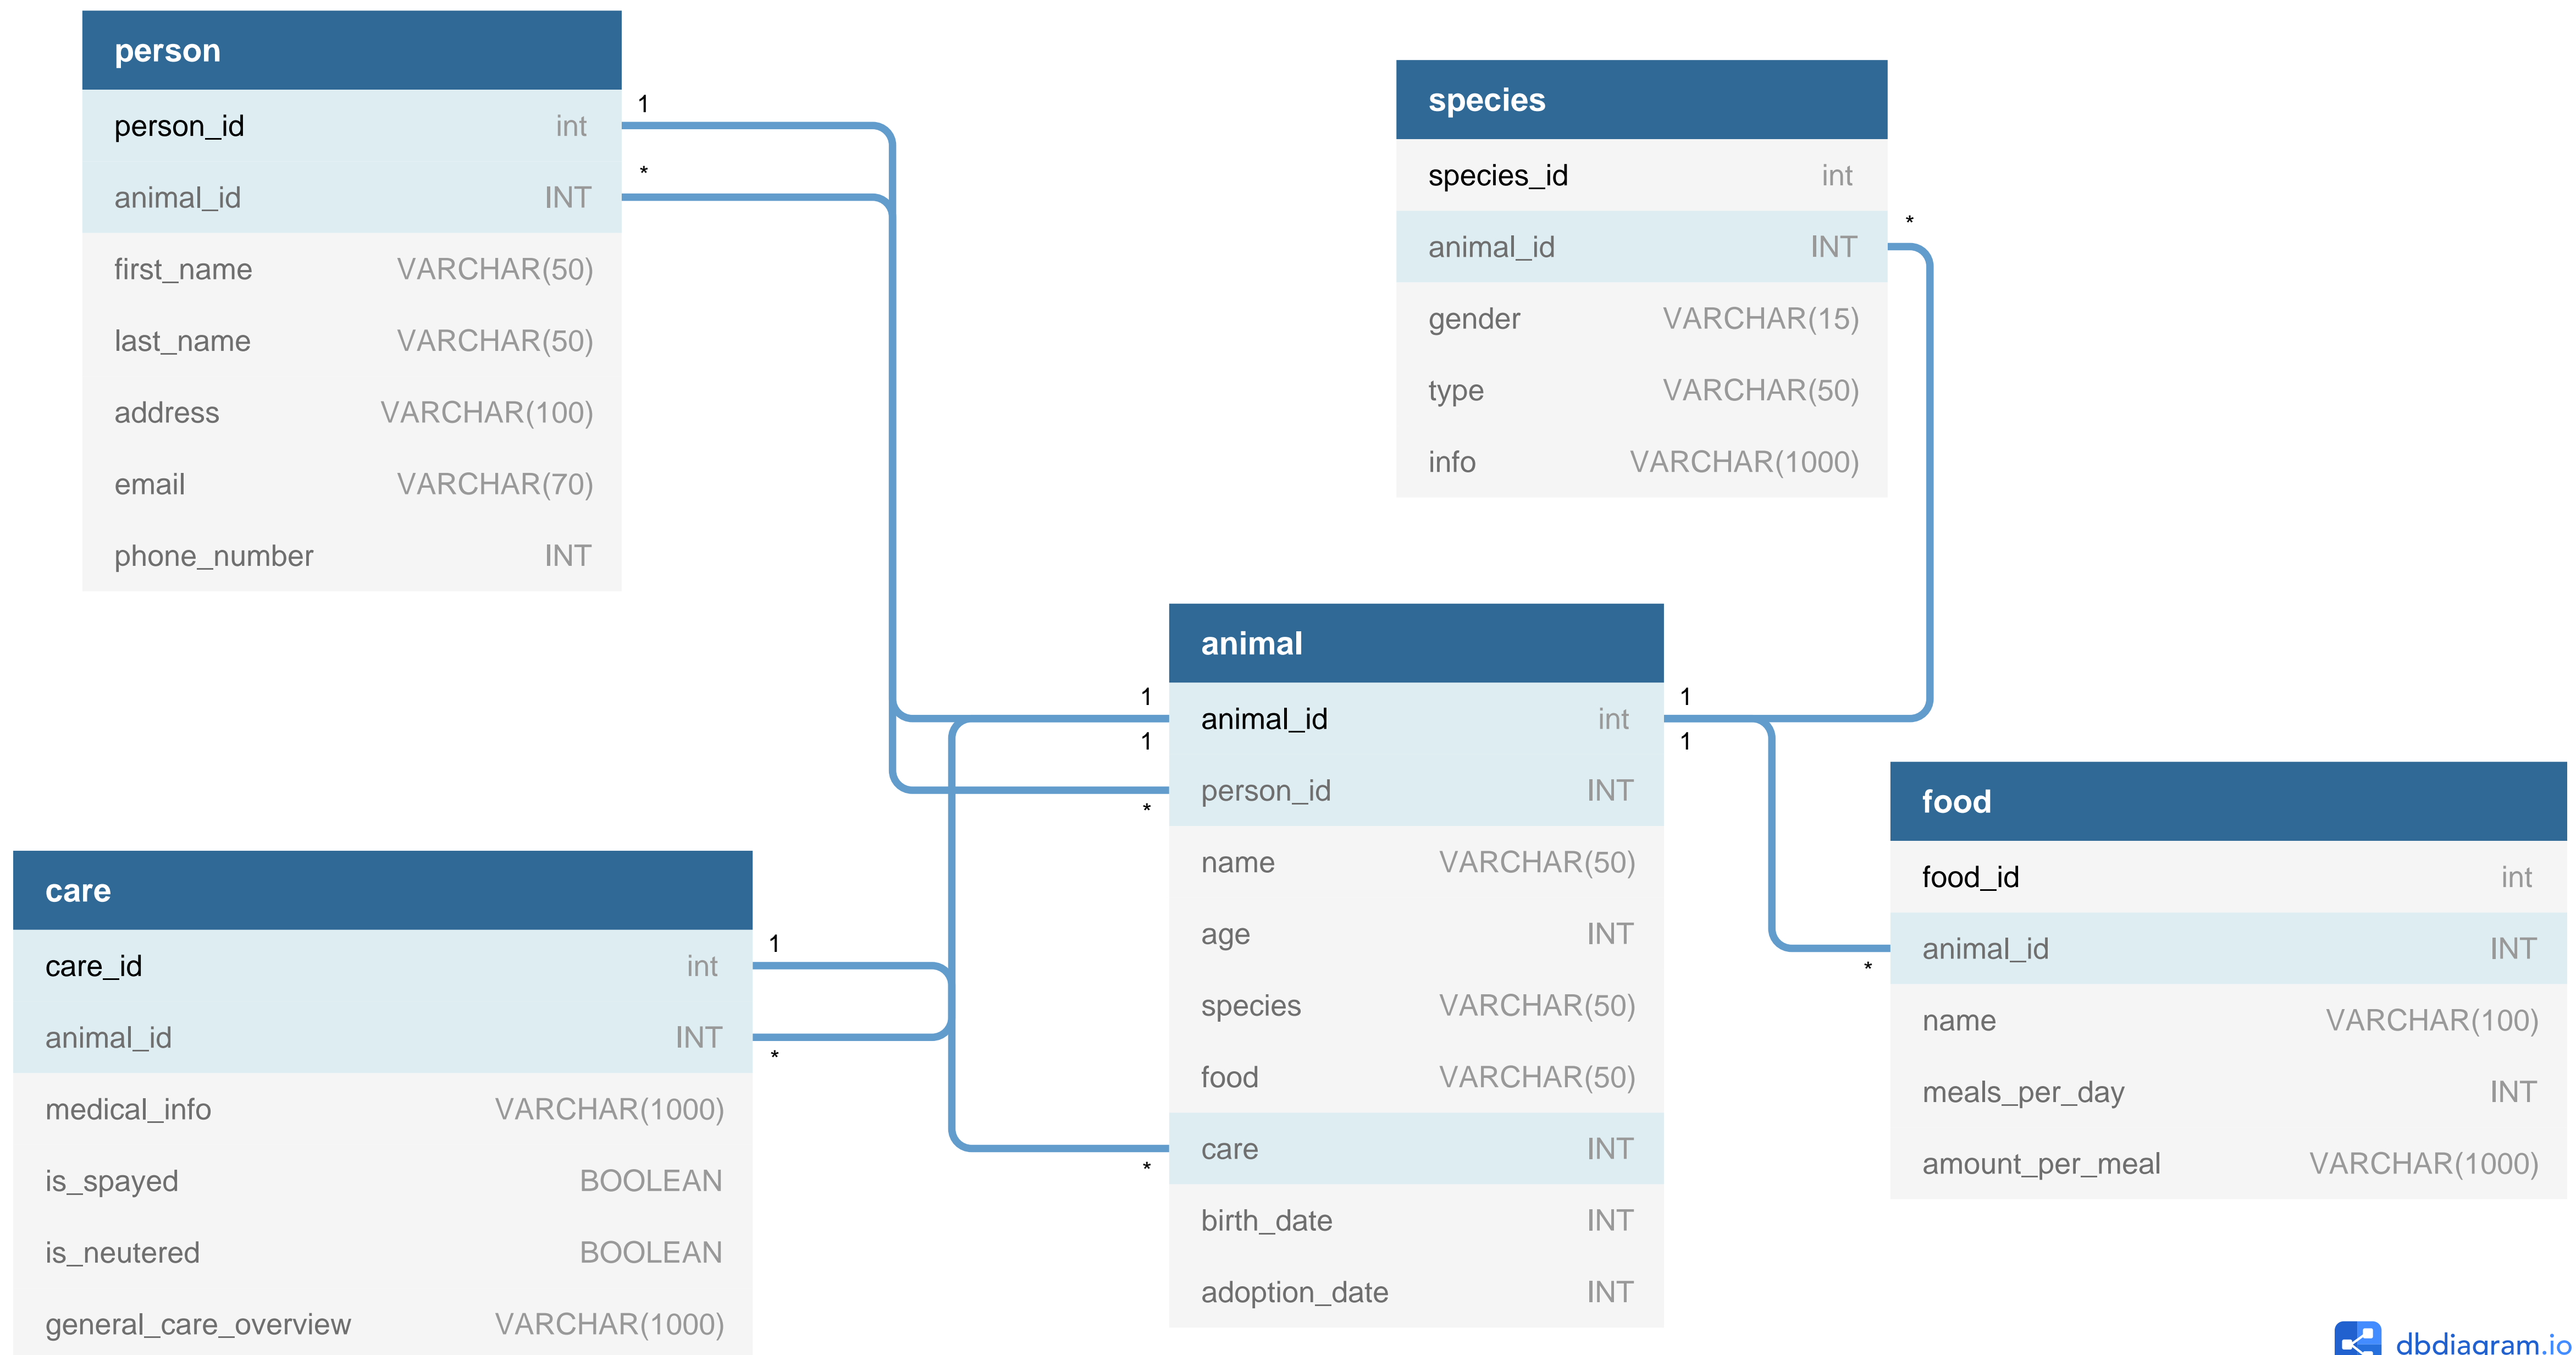 person
person_id int
animal_id INT
first_name VARCHAR(50)
last_name VARCHAR(50)
address VARCHAR(100)
email VARCHAR(70)
phone_number INT
1
*
species
species_id int
animal_id INT
gender VARCHAR(15)
type VARCHAR(50)
info VARCHAR(1000)
*
animal
animal_id int
person_id INT
name VARCHAR(50)
age INT
species VARCHAR(50)
food VARCHAR(50)
care INT
birth_date INT
adoption_date INT
1
1
*
*
1
1
care
care_id int
animal_id INT
medical_info VARCHAR(1000)
is_spayed BOOLEAN
is_neutered BOOLEAN
general_care_overview VARCHAR(1000)
1
*
food
food_id int
animal_id INT
name VARCHAR(100)
meals_per_day INT
amount_per_meal VARCHAR(1000)
*
dbdiagram.io